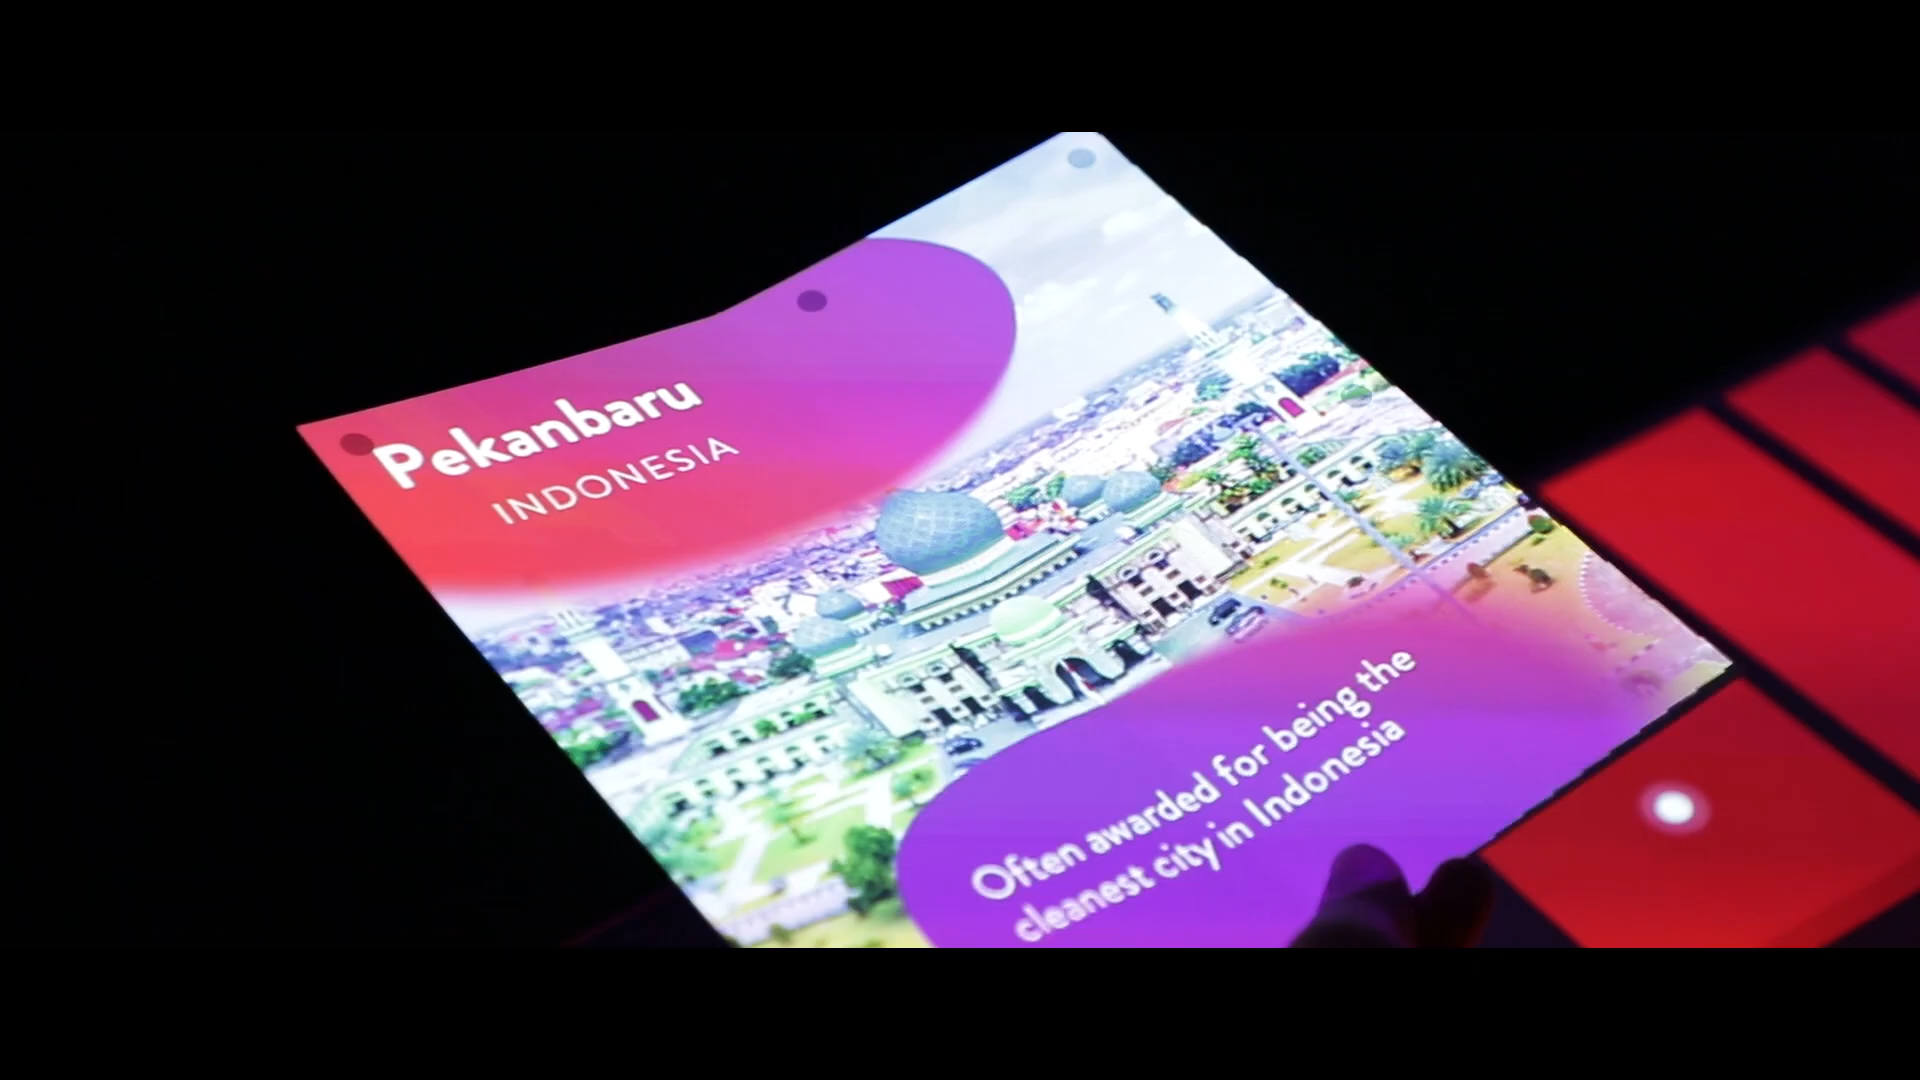 Pekanbaru
INDONESIA
Often awarded for being the
cleanest city in Indonesia